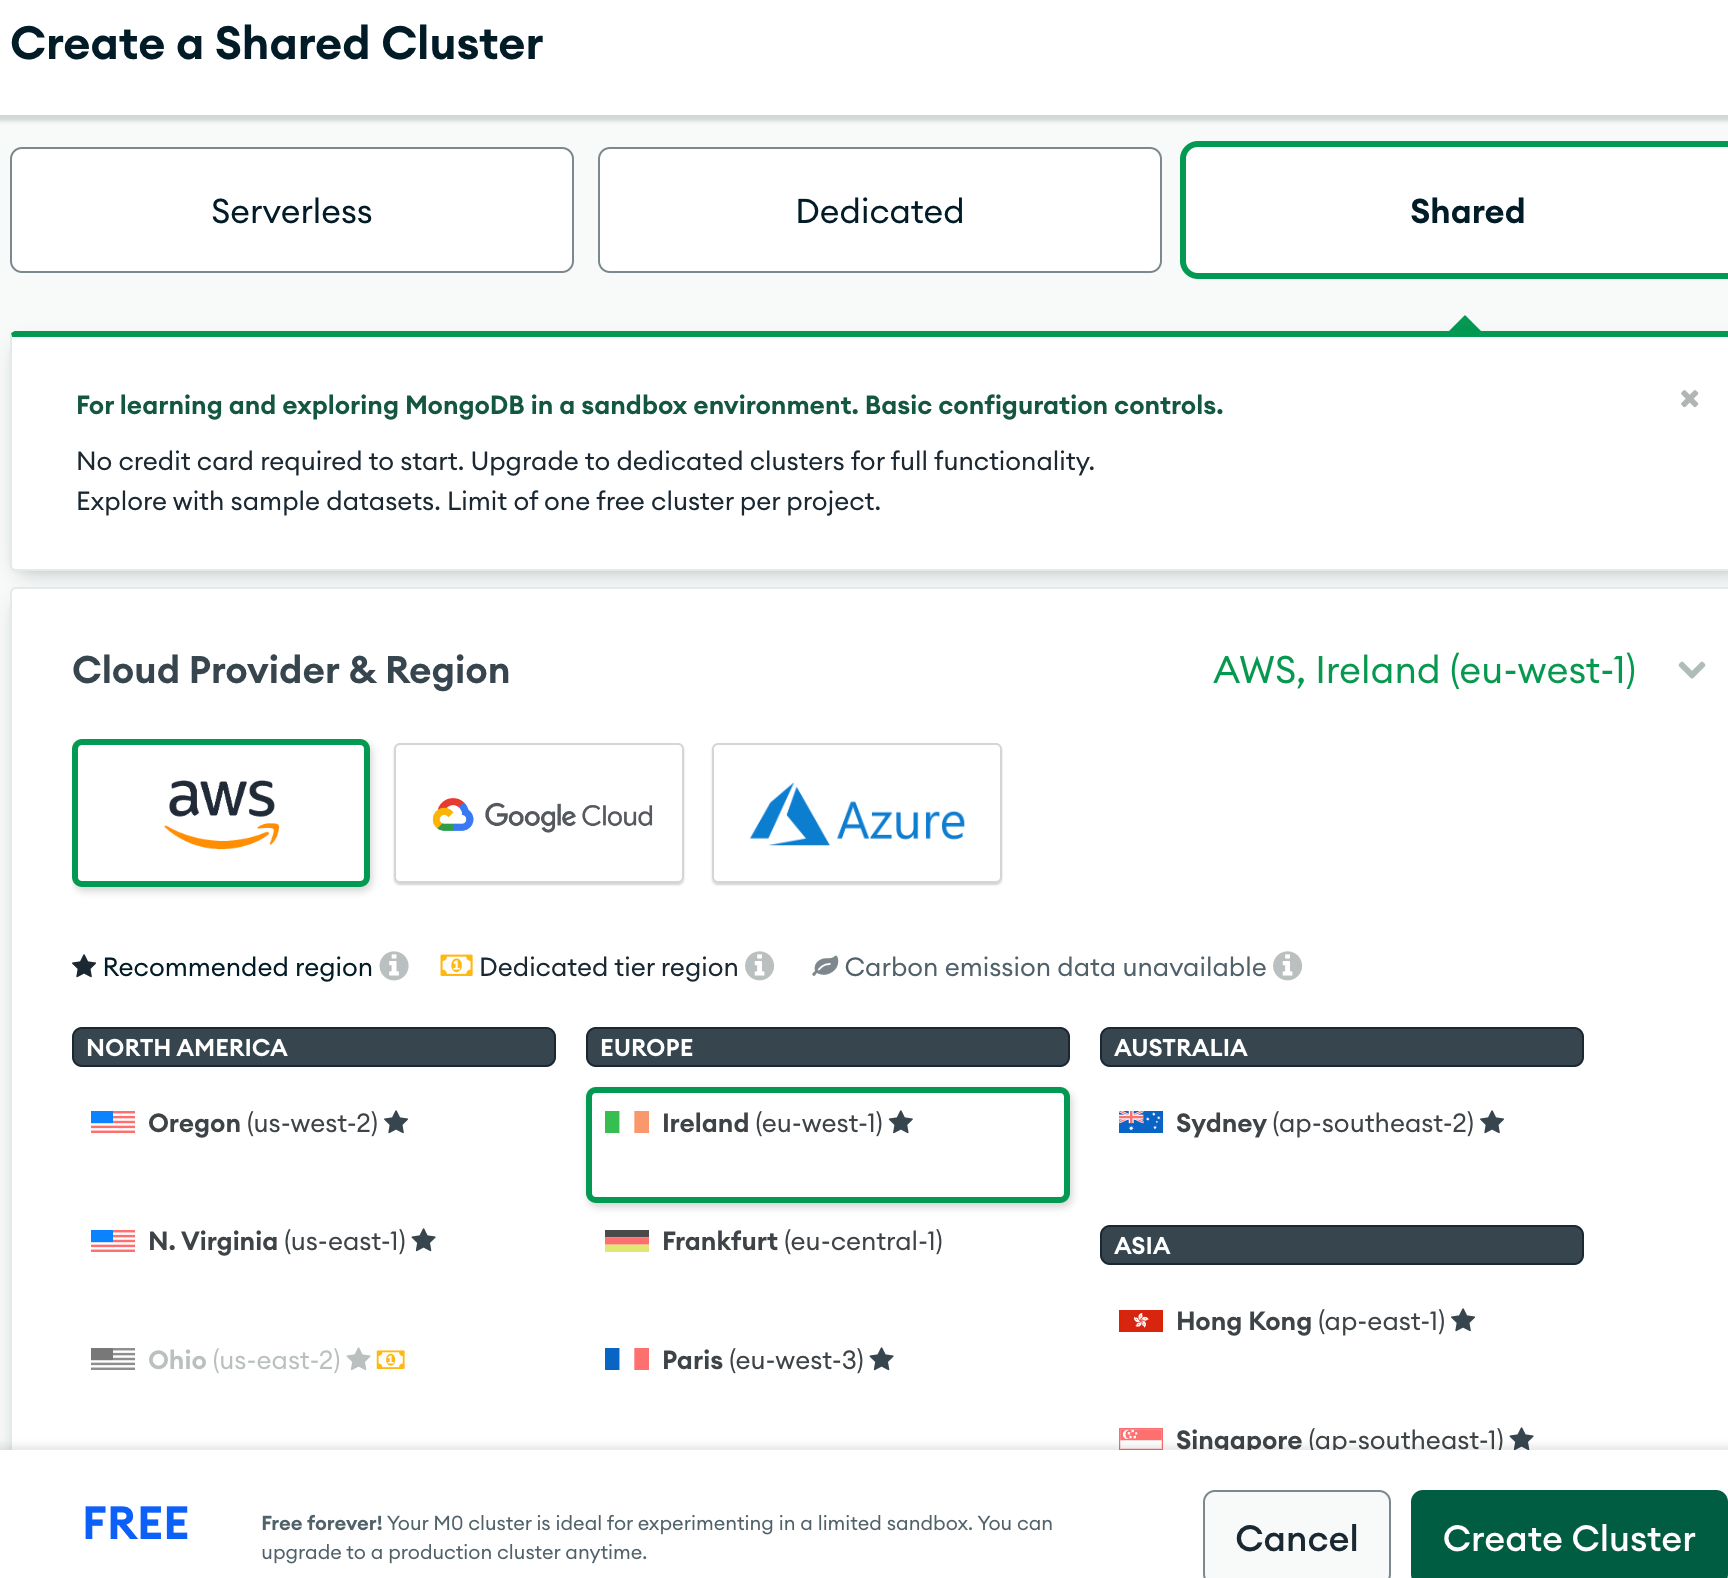 Create a Shared Cluster
Serverless
Dedicated
Shared
For learning and exploring MongoDB in a sandbox environment. Basic configuration controls.
No credit card required to start. Upgrade to dedicated clusters for full functionality.
Explore with sample datasets. Limit of one free cluster per project.
Cloud Provider & Region
AWS, Ireland (eu-west-1)
aws
Google Cloud
Azure
Recommended region
Dedicated tier region
Carbon emission data unavailable
NORTH AMERICA
Oregon (us-west-2)
N. Virginia (us-east-1)
Ohio (us-east-2)
EUROPE
Ireland (eu-west-1)
Frankfurt (eu-central-1)
Paris (eu-west-3)
AUSTRALIA
Sydney (ap-southeast-2)
ASIA
Hong Kong (ap-east-1)
Singapore (ap-southeast-1)
FREE
Free forever! Your M0 cluster is ideal for experimenting in a limited sandbox. You can
upgrade to a production cluster anytime.
Cancel
Create Cluster